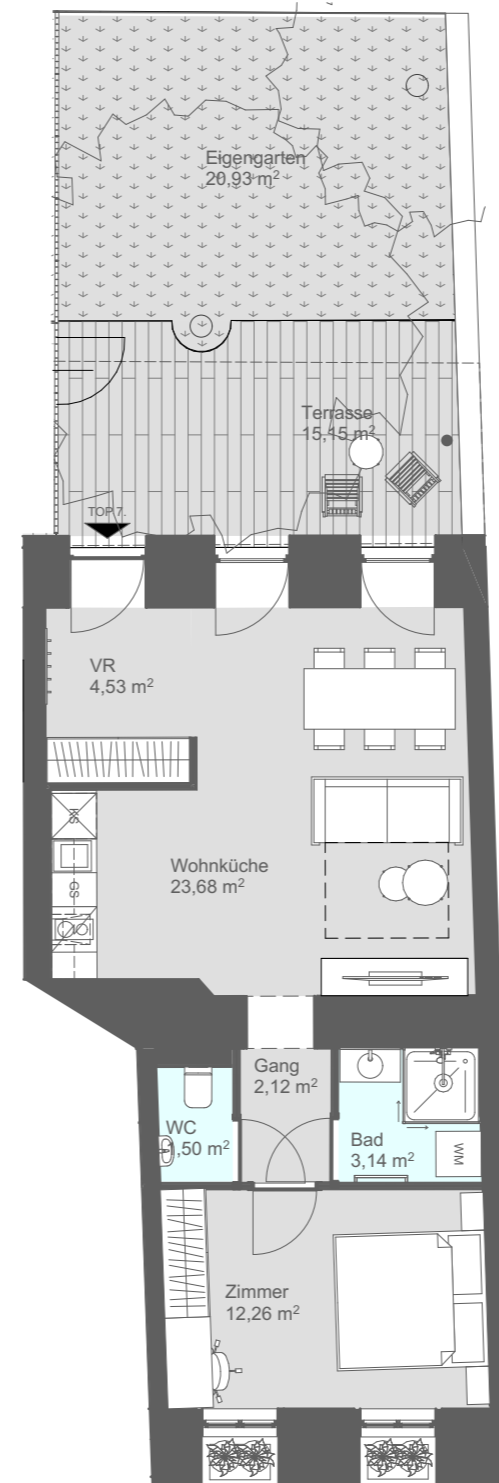 Eigengarten
20,93 m²
Terrasse
15,15 m²
TOP 7.
VR
4,53 m²
KS
GS
Wohnküche
23,68 m²
Gang
2,12 m²
WC
1,50 m²
Bad
3,14 m²
WM
Zimmer
12,26 m²